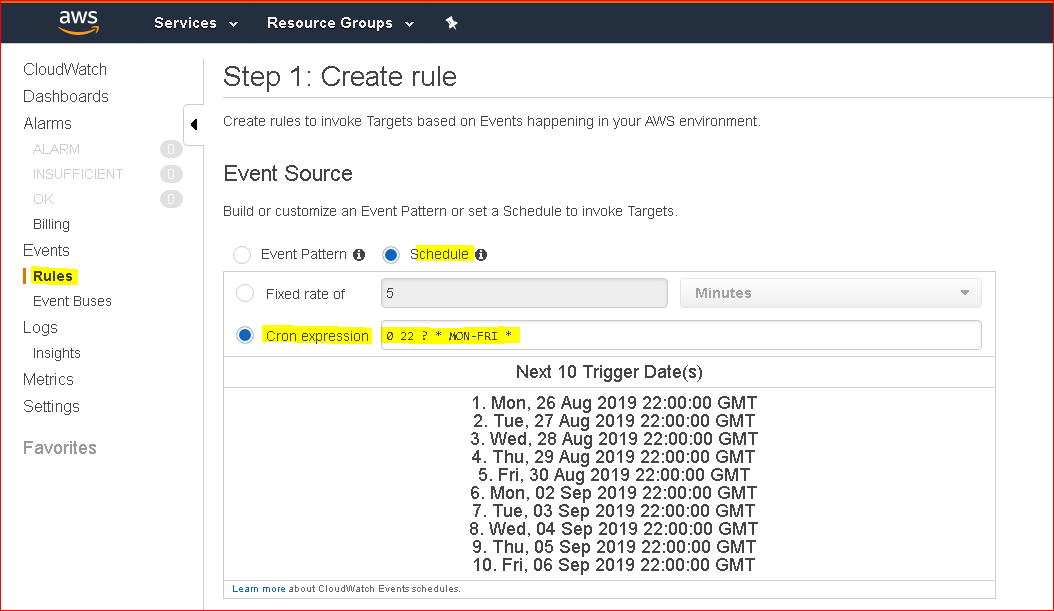 aws Services Resource Groups
CloudWatch
Dashboards
Alarms
ALARM 0
INSUFFICIENT 0
OK 0
Billing
Events
Rules
Event Buses
Logs
Insights
Metrics
Settings
Favorites
Step 1: Create rule
Create rules to invoke Targets based on Events happening in your AWS environment.
Event Source
Build or customize an Event Pattern or set a Schedule to invoke Targets.
Event Pattern Schedule
Fixed rate of 5 Minutes
Cron expression 0 22 ? * MON-FRI *
Next 10 Trigger Date(s)
1. Mon, 26 Aug 2019 22:00:00 GMT
2. Tue, 27 Aug 2019 22:00:00 GMT
3. Wed, 28 Aug 2019 22:00:00 GMT
4. Thu, 29 Aug 2019 22:00:00 GMT
5. Fri, 30 Aug 2019 22:00:00 GMT
6. Mon, 02 Sep 2019 22:00:00 GMT
7. Tue, 03 Sep 2019 22:00:00 GMT
8. Wed, 04 Sep 2019 22:00:00 GMT
9. Thu, 05 Sep 2019 22:00:00 GMT
10. Fri, 06 Sep 2019 22:00:00 GMT
Learn more about CloudWatch Events schedules.